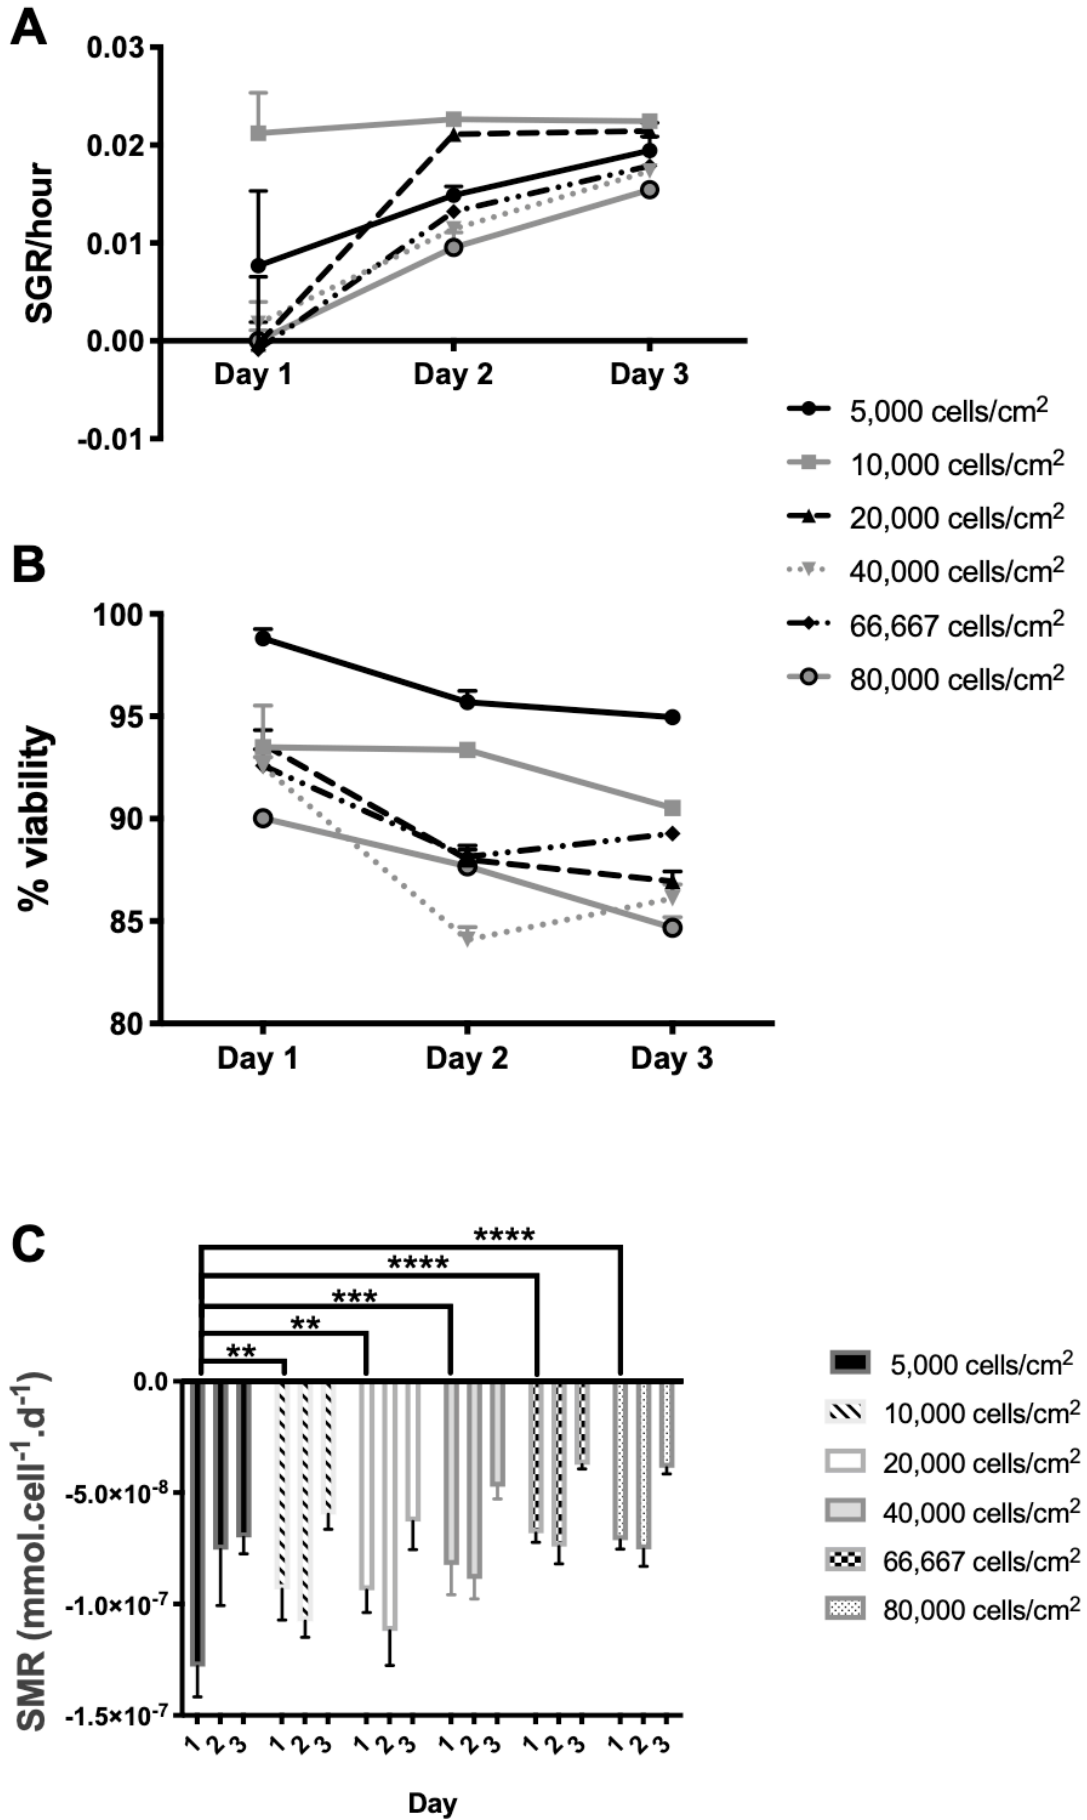 A
0.03
0.02
0.01
0.00
-0.01
SGR/hour
Day 1 Day 2 Day 3
5,000 cells/cm²
10,000 cells/cm²
20,000 cells/cm²
40,000 cells/cm²
66,667 cells/cm²
80,000 cells/cm²
B
100
95
90
85
80
% viability
Day 1 Day 2 Day 3
C
****
****
***
**
**
0.0
-5.0×10⁻⁸
-1.0×10⁻⁷
-1.5×10⁻⁷
SMR (mmol.cell⁻¹.d⁻¹)
1 2 3 1 2 3 1 2 3 1 2 3 1 2 3 1 2 3
Day
5,000 cells/cm²
10,000 cells/cm²
20,000 cells/cm²
40,000 cells/cm²
66,667 cells/cm²
80,000 cells/cm²